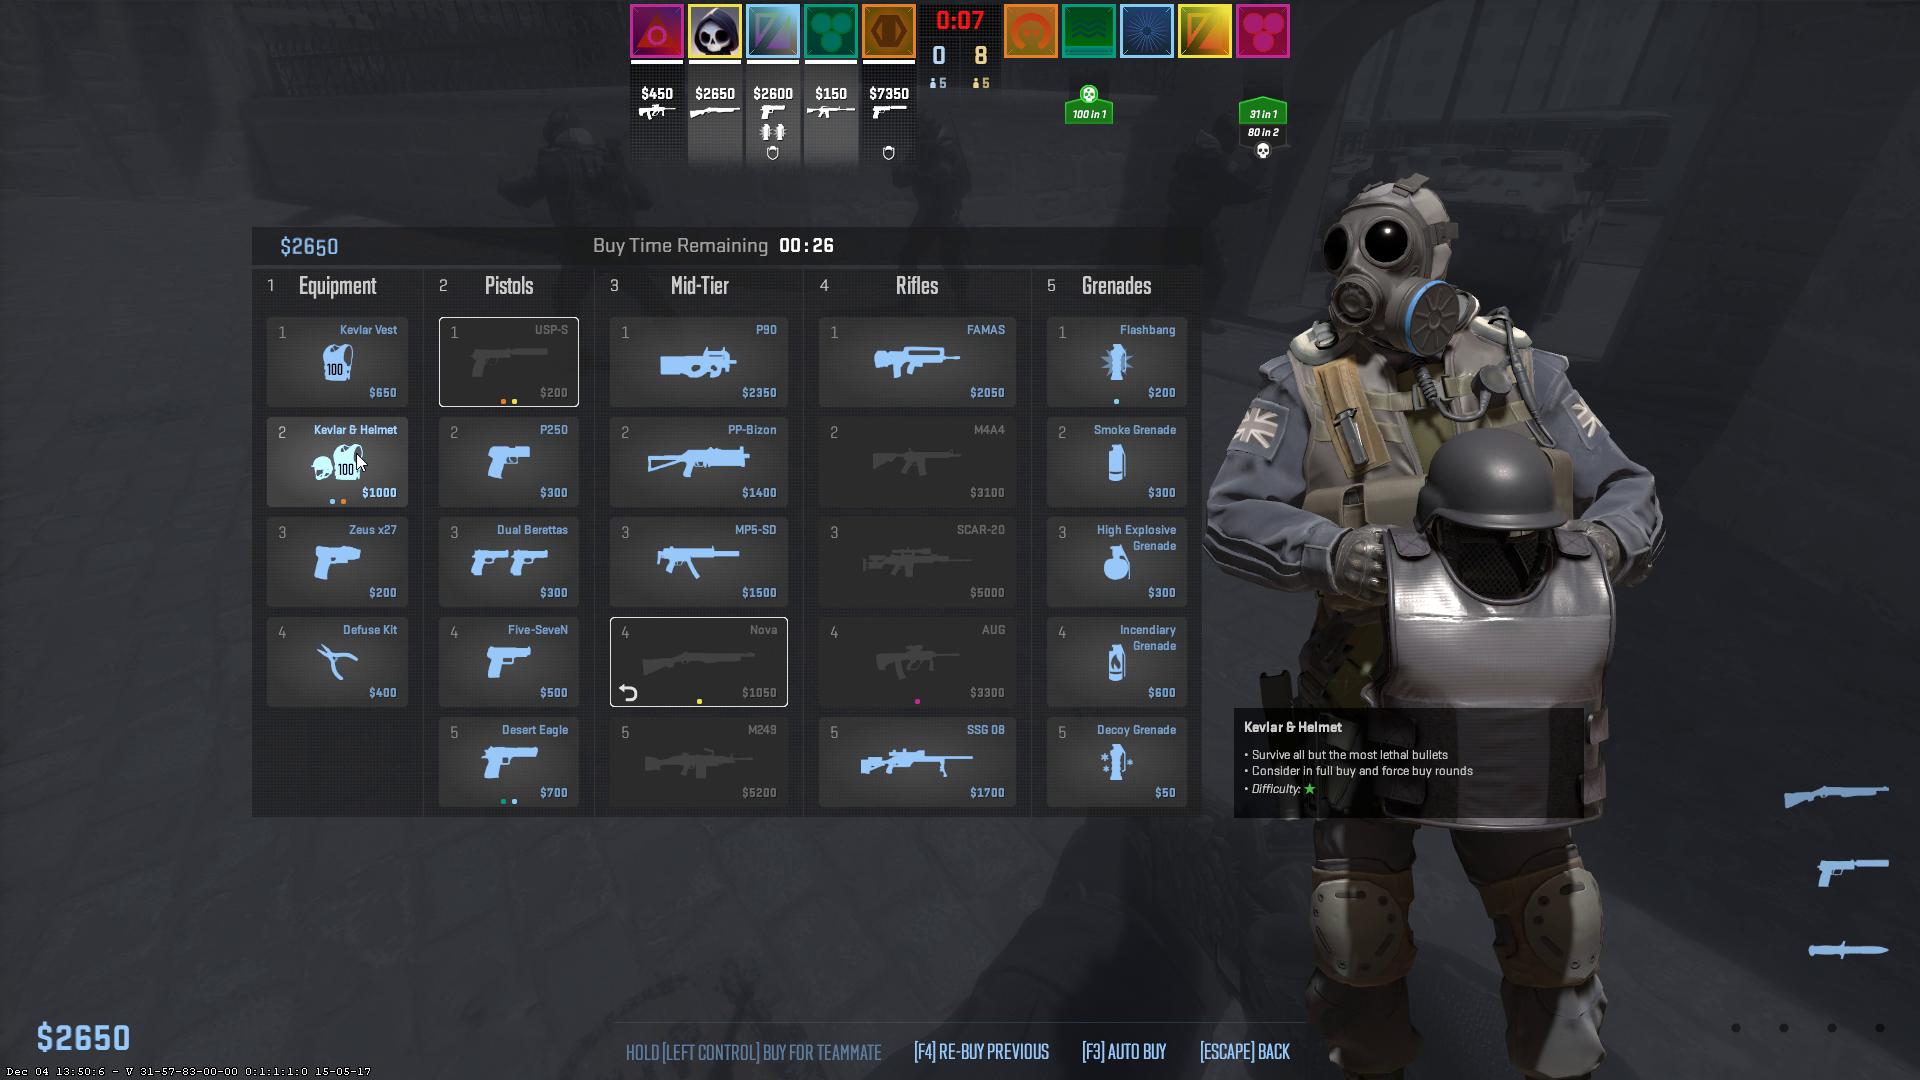 0:07
0 8
5 5
$450 $2650 $2600 $150 $7350
100 in 1
31 in 1
80 in 2
$2650
Buy Time Remaining 00:26
1 Equipment
1 Kevlar Vest
100
$650
2 Kevlar & Helmet
100
$1000
3 Zeus x27
$200
4 Defuse Kit
$400
2 Pistols
1 USP-S
$200
2 P250
$300
3 Dual Berettas
$300
4 Five-SeveN
$500
5 Desert Eagle
$700
3 Mid-Tier
1 P90
$2350
2 PP-Bizon
$1400
3 MP5-SD
$1500
4 Nova
$1050
5 M249
$5200
4 Rifles
1 FAMAS
$2050
2 M4A4
$3100
3 SCAR-20
$5000
4 AUG
$3300
5 SSG 08
$1700
5 Grenades
1 Flashbang
$200
2 Smoke Grenade
$300
3 High Explosive
Grenade
$300
4 Incendiary
Grenade
$600
5 Decoy Grenade
$50
Kevlar & Helmet
• Survive all but the most lethal bullets
• Consider in full buy and force buy rounds
• Difficulty: ★
$2650
HOLD [LEFT CONTROL] BUY FOR TEAMMATE [F4] RE-BUY PREVIOUS [F3] AUTO BUY [ESCAPE] BACK
Dec 04 13:50:6 - V 31-57-83-00-00 0:1:1:1:0 15-05-17